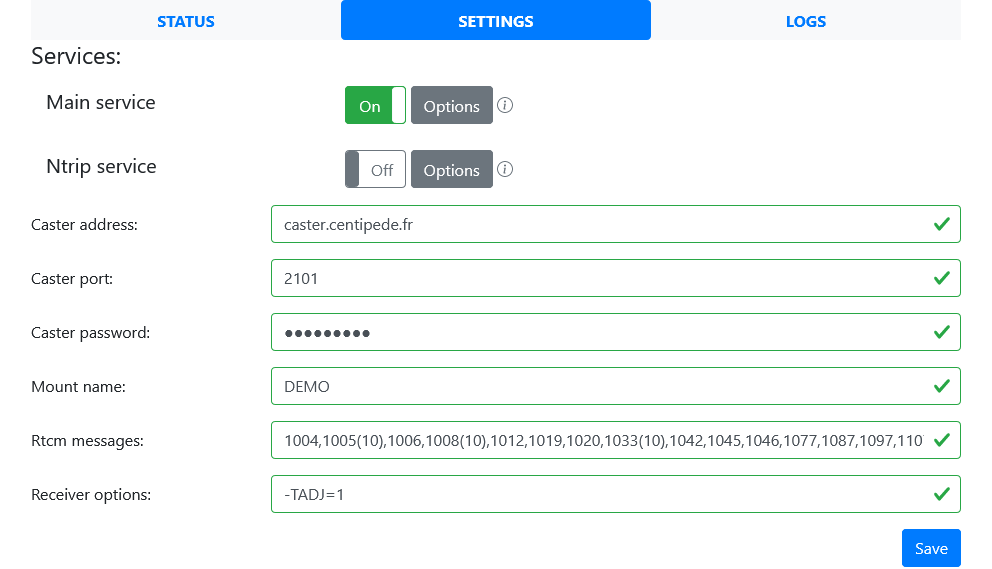 STATUS SETTINGS LOGS
Services:
Main service On Options
Ntrip service Off Options
Caster address: caster.centipede.fr
Caster port: 2101
Caster password: ●●●●●●●●●
Mount name: DEMO
Rtcm messages: 1004,1005(10),1006,1008(10),1012,1019,1020,1033(10),1042,1045,1046,1077,1087,1097,110
Receiver options: -TADJ=1
Save